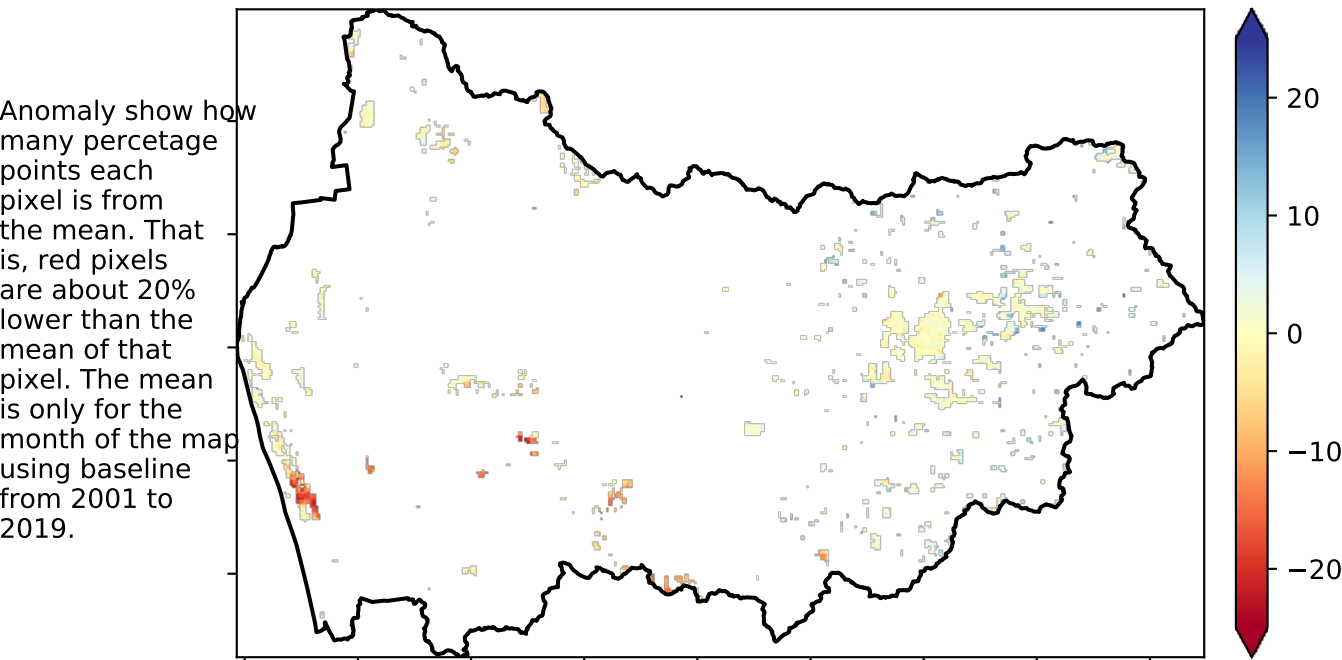 Anomaly show how
many percetage
points each
pixel is from
the mean. That
is, red pixels
are about 20%
lower than the
mean of that
pixel. The mean
is only for the
month of the map
using baseline
from 2001 to
2019.
20
10
0
−10
−20